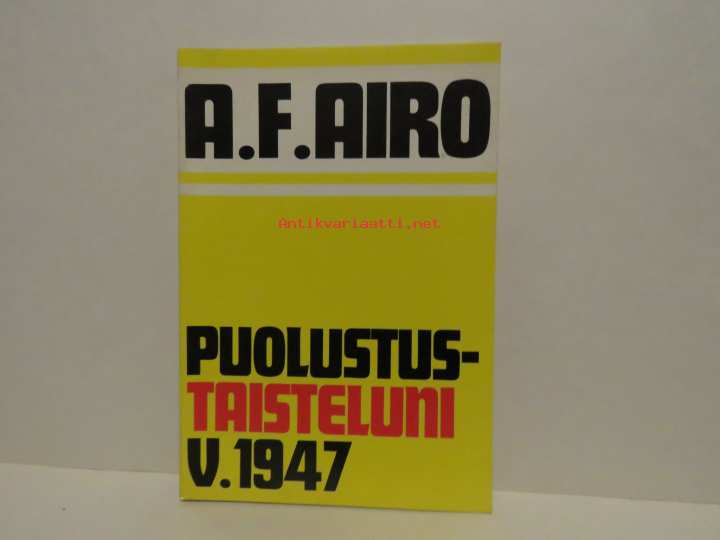 A.F.AIRO
Antikvariaatti.net
PUOLUSTUS-
TAISTELUNI
V.1947